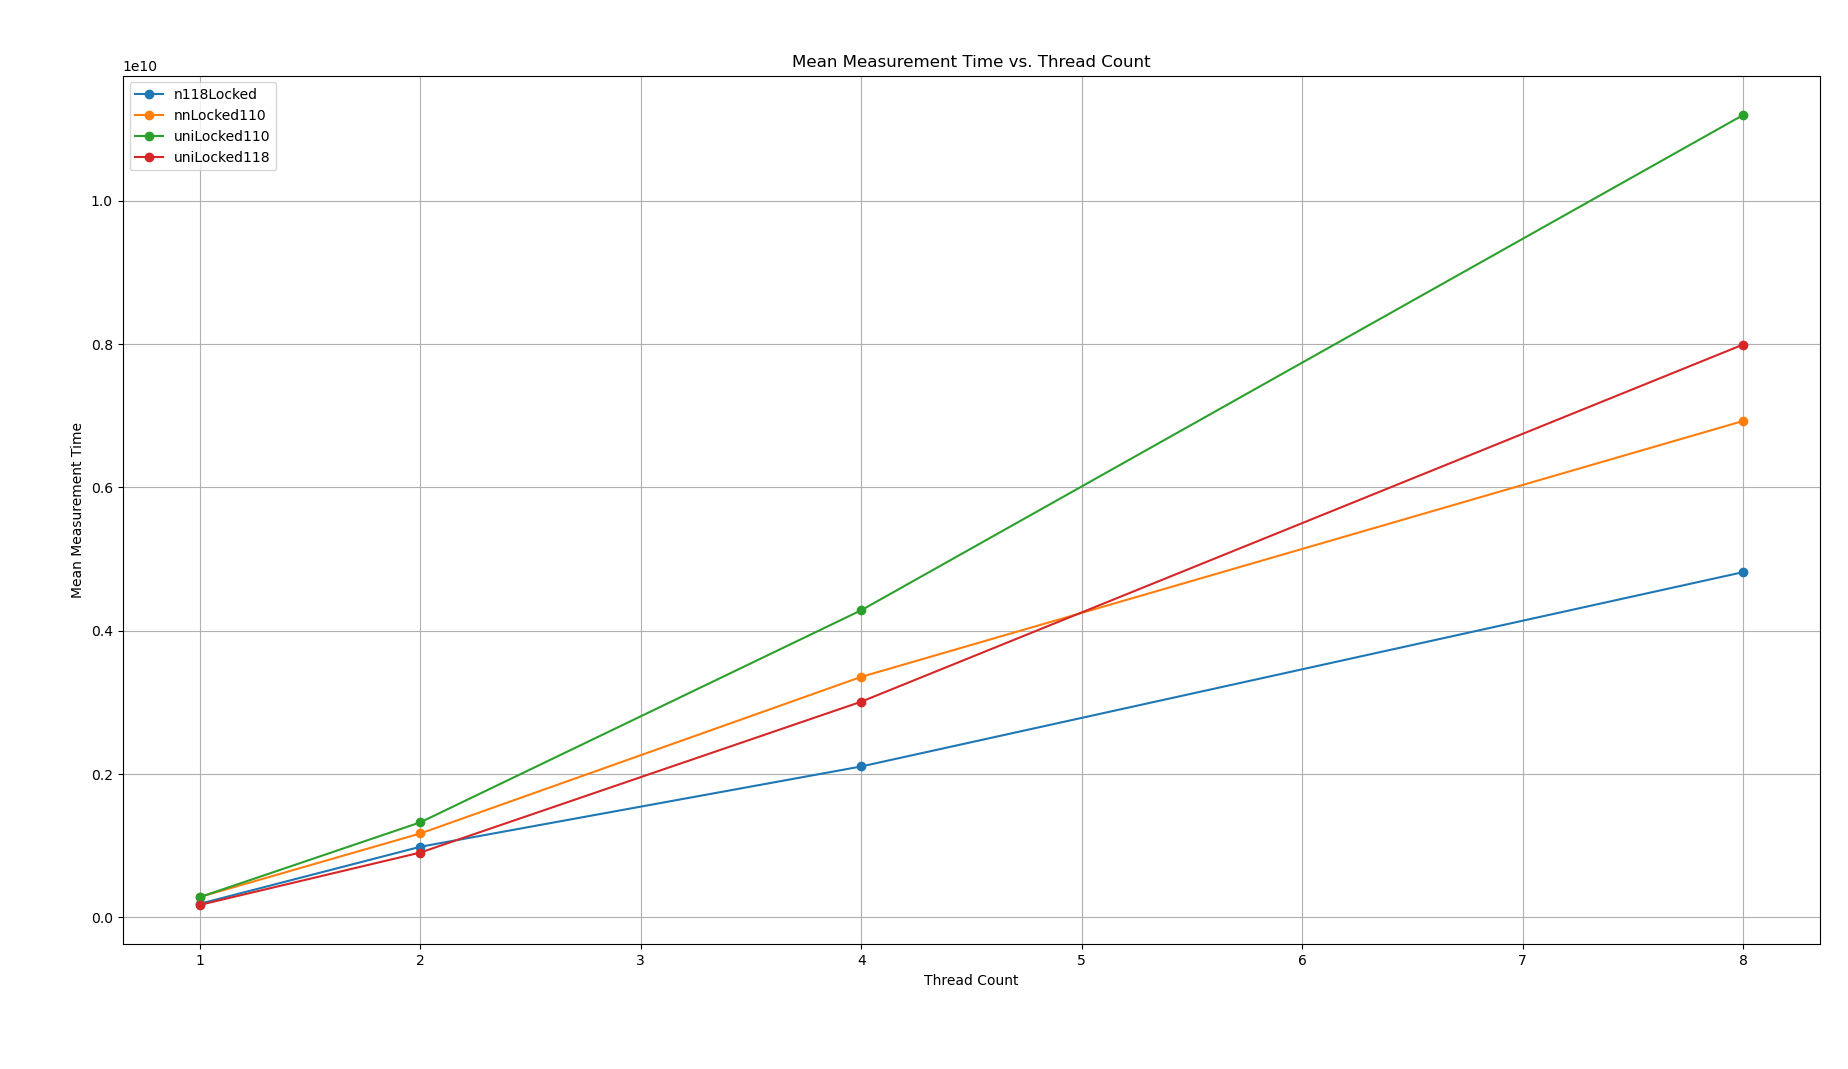 Mean Measurement Time vs. Thread Count
1e10
n118Locked
nnLocked110
uniLocked110
uniLocked118
1.0
0.8
0.6
0.4
0.2
0.0
Mean Measurement Time
1 2 3 4 5 6 7 8
Thread Count